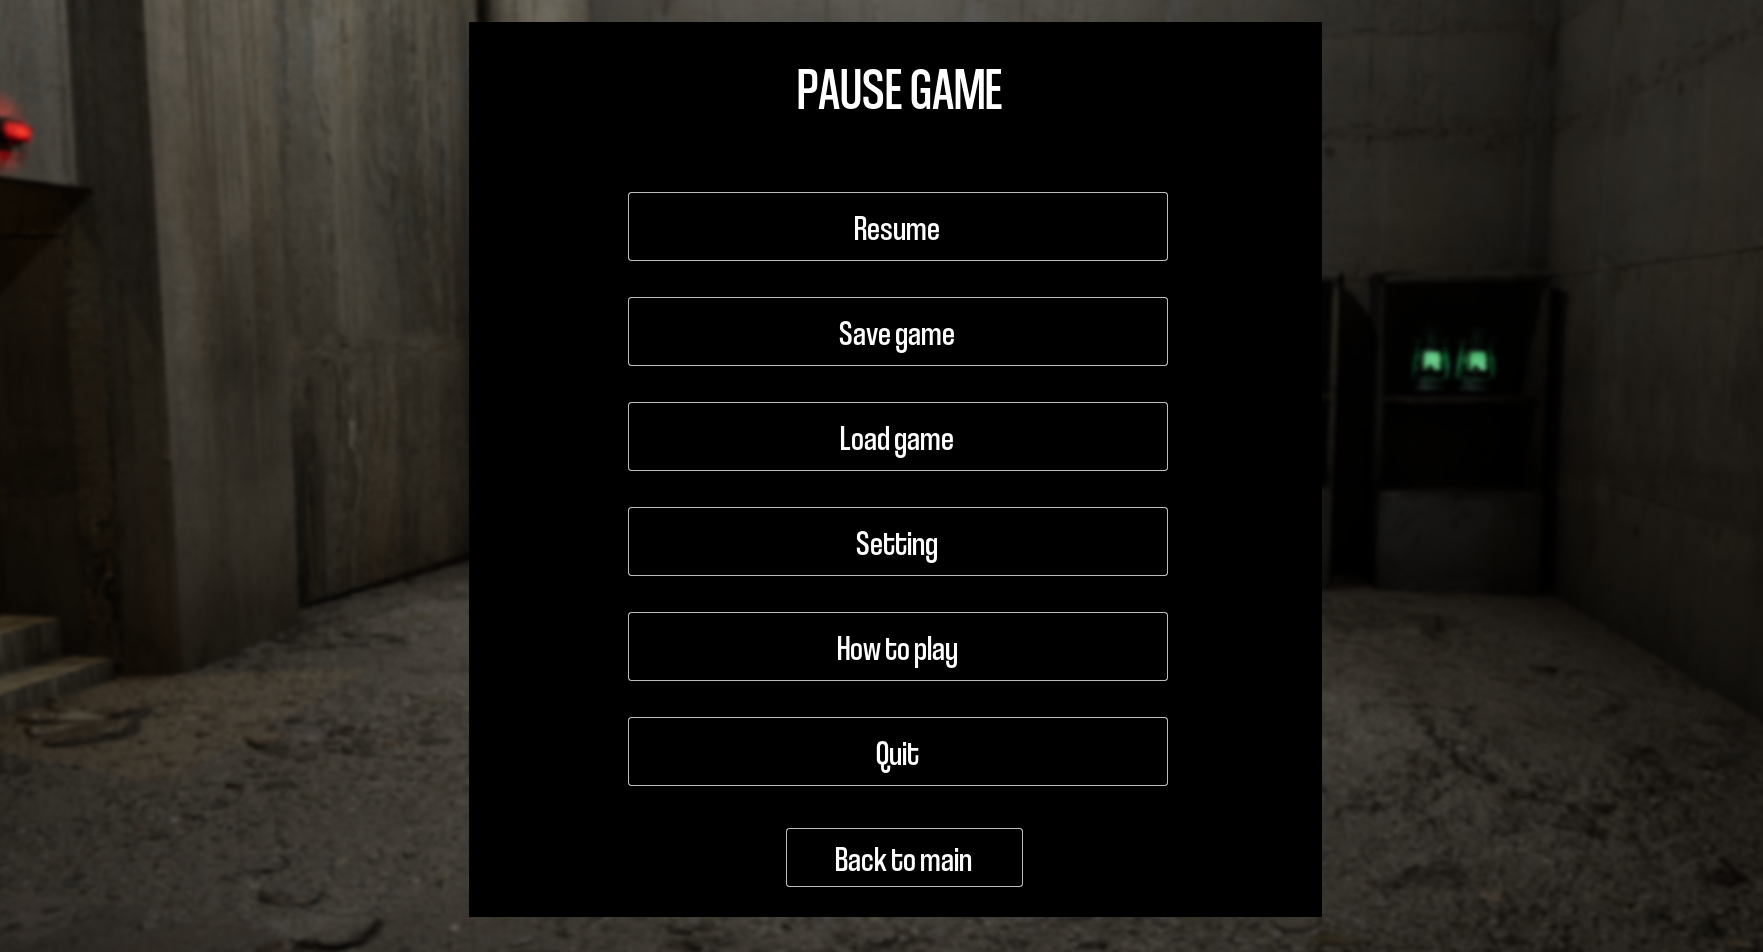 PAUSE GAME
Resume
Save game
Load game
Setting
How to play
Quit
Back to main